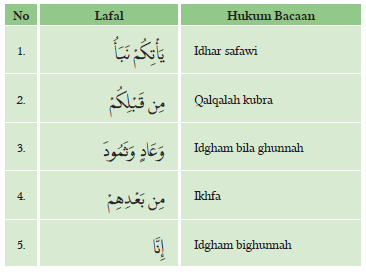 No Lafal Hukum Bacaan
1. يَأْتِكُمْ نَبَأُ Idhar safawi
2. مِن قَبْلِكُمْ Qalqalah kubra
3. وَعَادٍ وَثَمُودَ Idgham bila ghunnah
4. مِن بَعْدِهِمْ Ikhfa
5. إِنَّا Idgham bighunnah